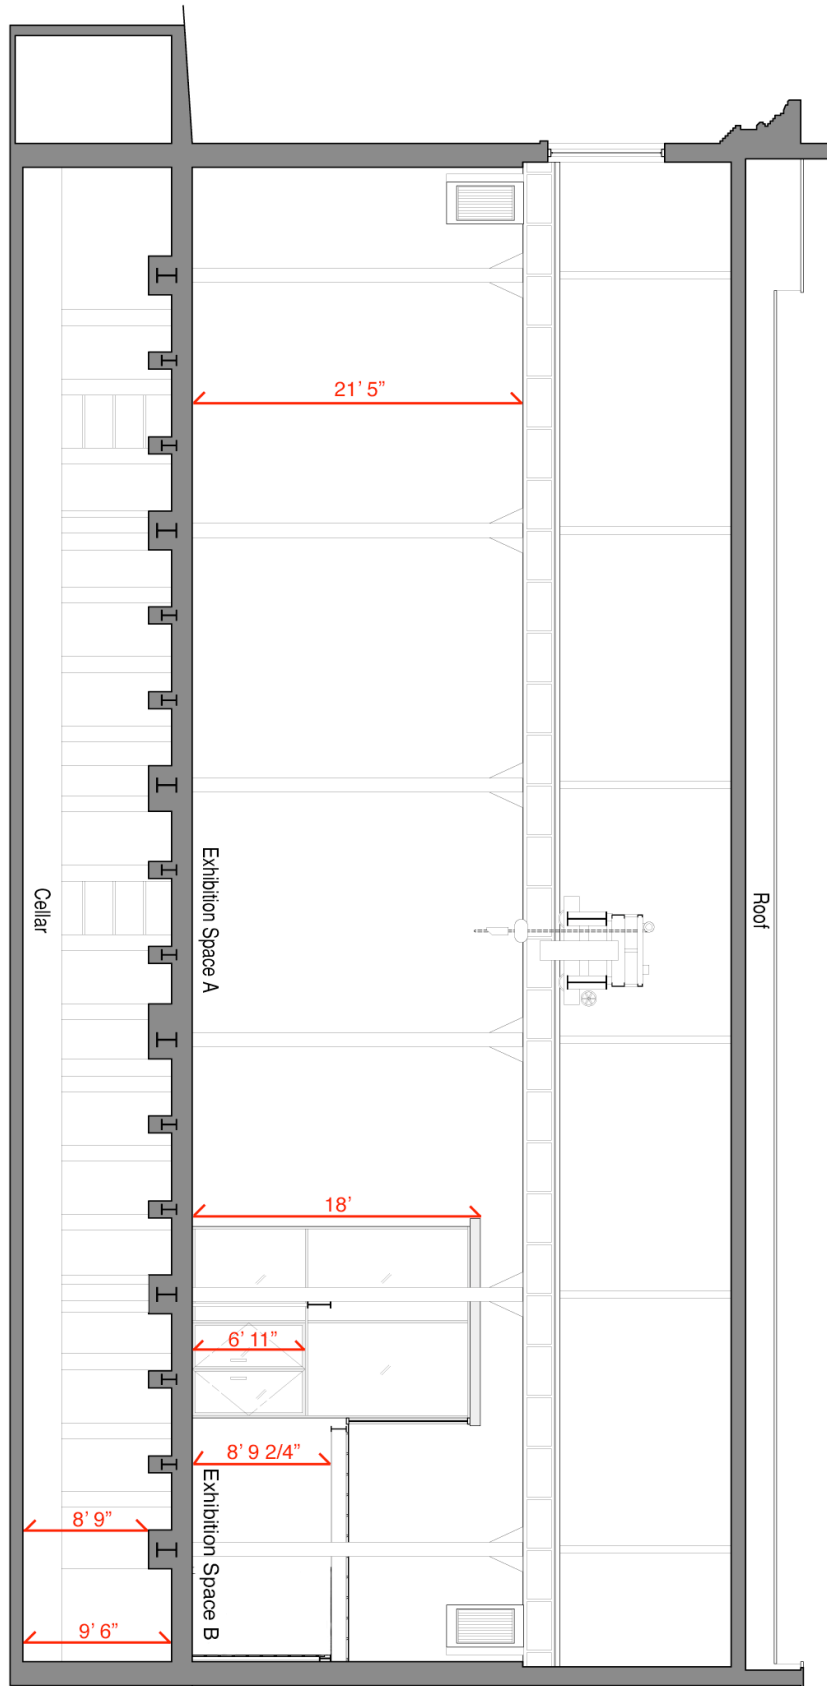 21' 5"
Exhibition Space A
Cellar
Roof
18'
6' 11"
8' 9 2/4"
Exhibition Space B
8' 9"
9' 6"